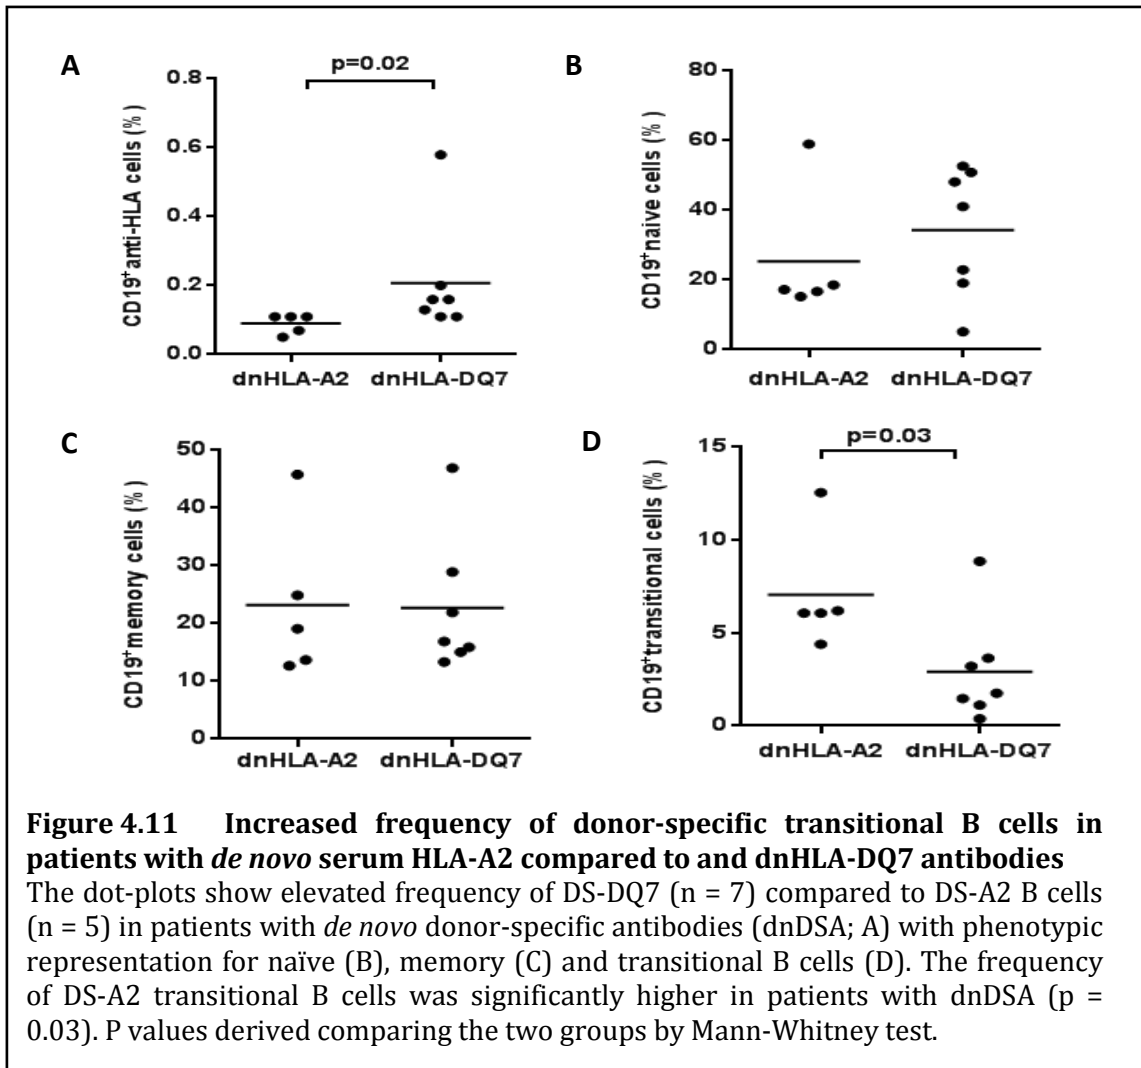 A
p=0.02
CD19+anti-HLA cells (%)
0.8
0.6
0.4
0.2
0.0
dnHLA-A2 dnHLA-DQ7
B
CD19+naive cells (%)
80
60
40
20
0
dnHLA-A2 dnHLA-DQ7
C
CD19+memory cells (%)
50
40
30
20
10
0
dnHLA-A2 dnHLA-DQ7
D
p=0.03
CD19+transitional cells (%)
15
10
5
0
dnHLA-A2 dnHLA-DQ7
Figure 4.11 Increased frequency of donor-specific transitional B cells in
patients with de novo serum HLA-A2 compared to and dnHLA-DQ7 antibodies
The dot-plots show elevated frequency of DS-DQ7 (n = 7) compared to DS-A2 B cells
(n = 5) in patients with de novo donor-specific antibodies (dnDSA; A) with phenotypic
representation for naïve (B), memory (C) and transitional B cells (D). The frequency
of DS-A2 transitional B cells was significantly higher in patients with dnDSA (p =
0.03). P values derived comparing the two groups by Mann-Whitney test.